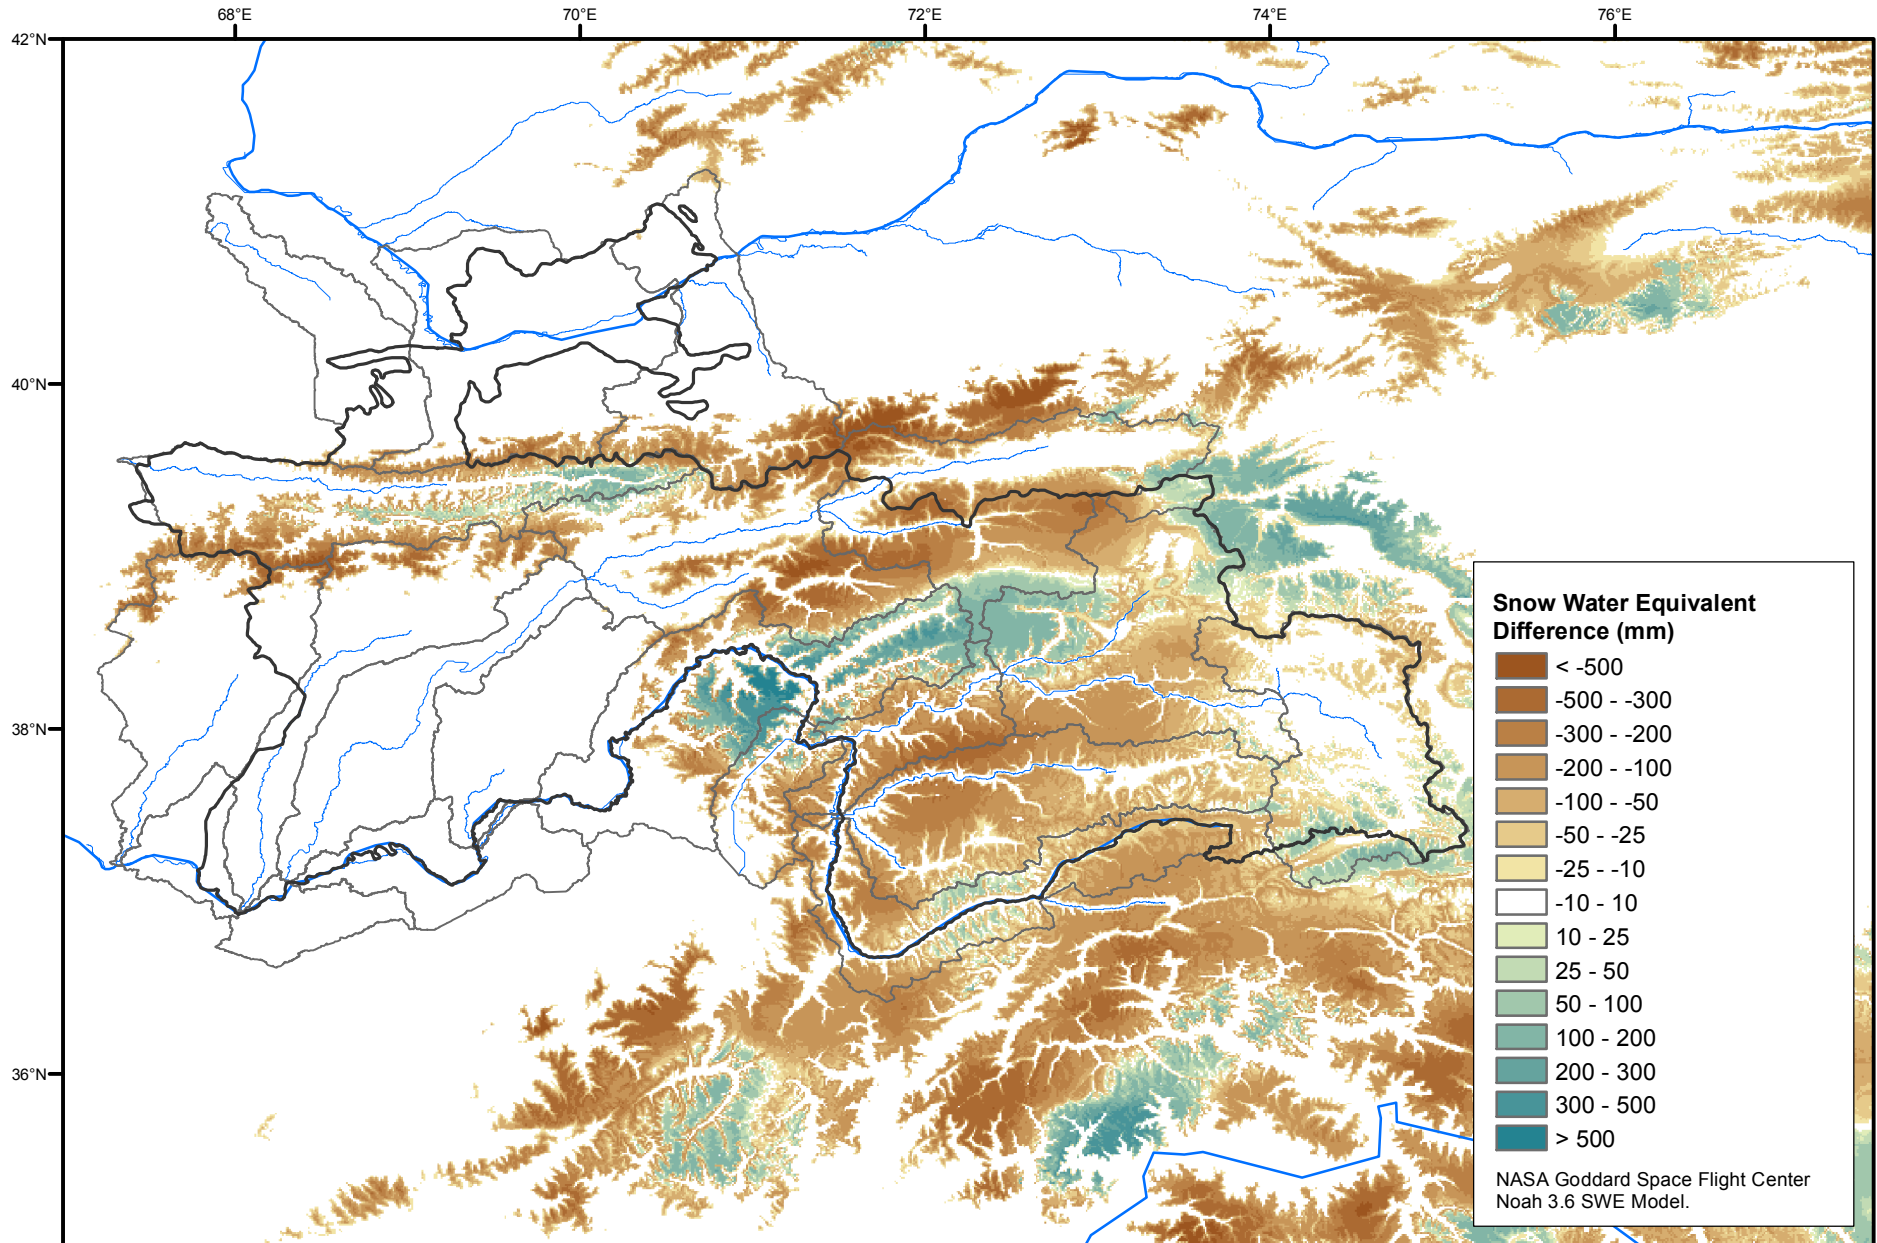 68°E
70°E
72°E
74°E
76°E
42°N
40°N
38°N
36°N
Snow Water Equivalent
Difference (mm)
< -500
-500 - -300
-300 - -200
-200 - -100
-100 - -50
-50 - -25
-25 - -10
-10 - 10
10 - 25
25 - 50
50 - 100
100 - 200
200 - 300
300 - 500
> 500
NASA Goddard Space Flight Center
Noah 3.6 SWE Model.